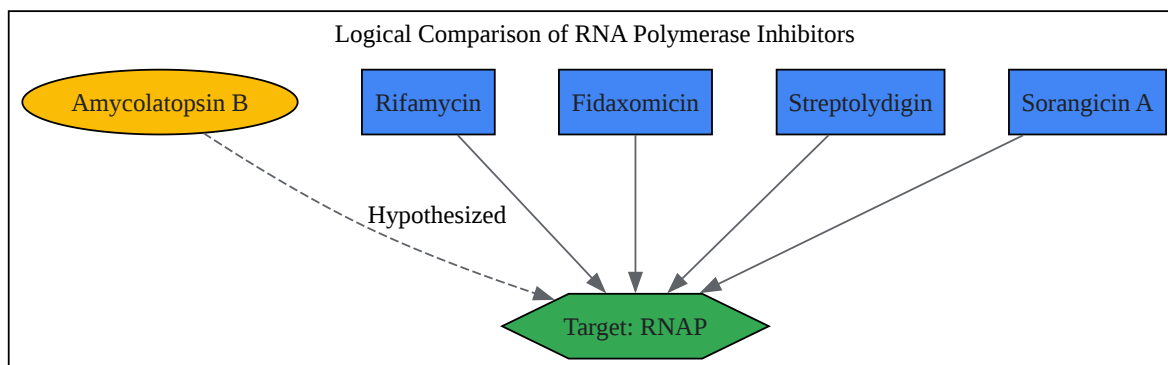 Logical Comparison of RNA Polymerase Inhibitors
Amycolatopsin B
Rifamycin
Fidaxomicin
Streptolydigin
Sorangicin A
Hypothesized
Target: RNAP